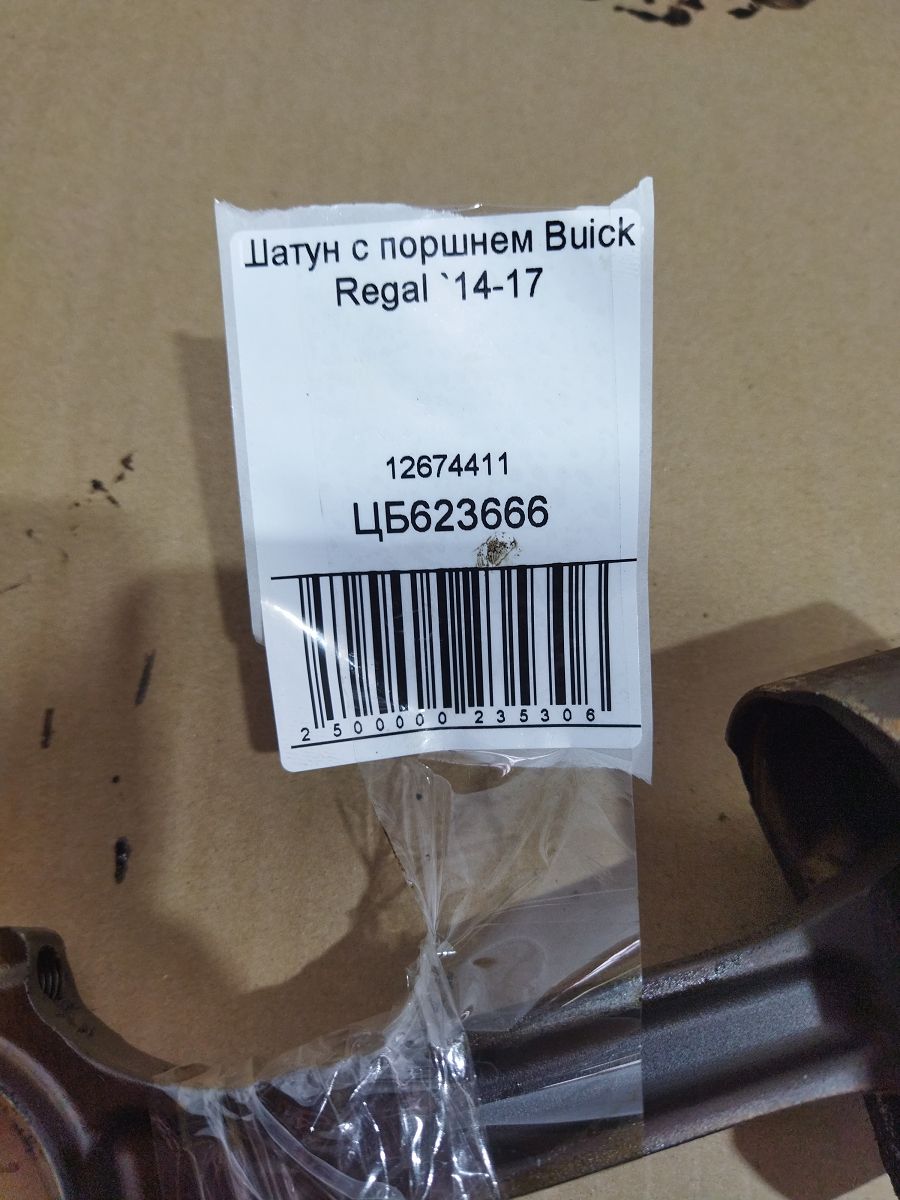 Шатун с поршнем Buick
Regal `14-17
12674411
ЦБ623666
2 500000 235306